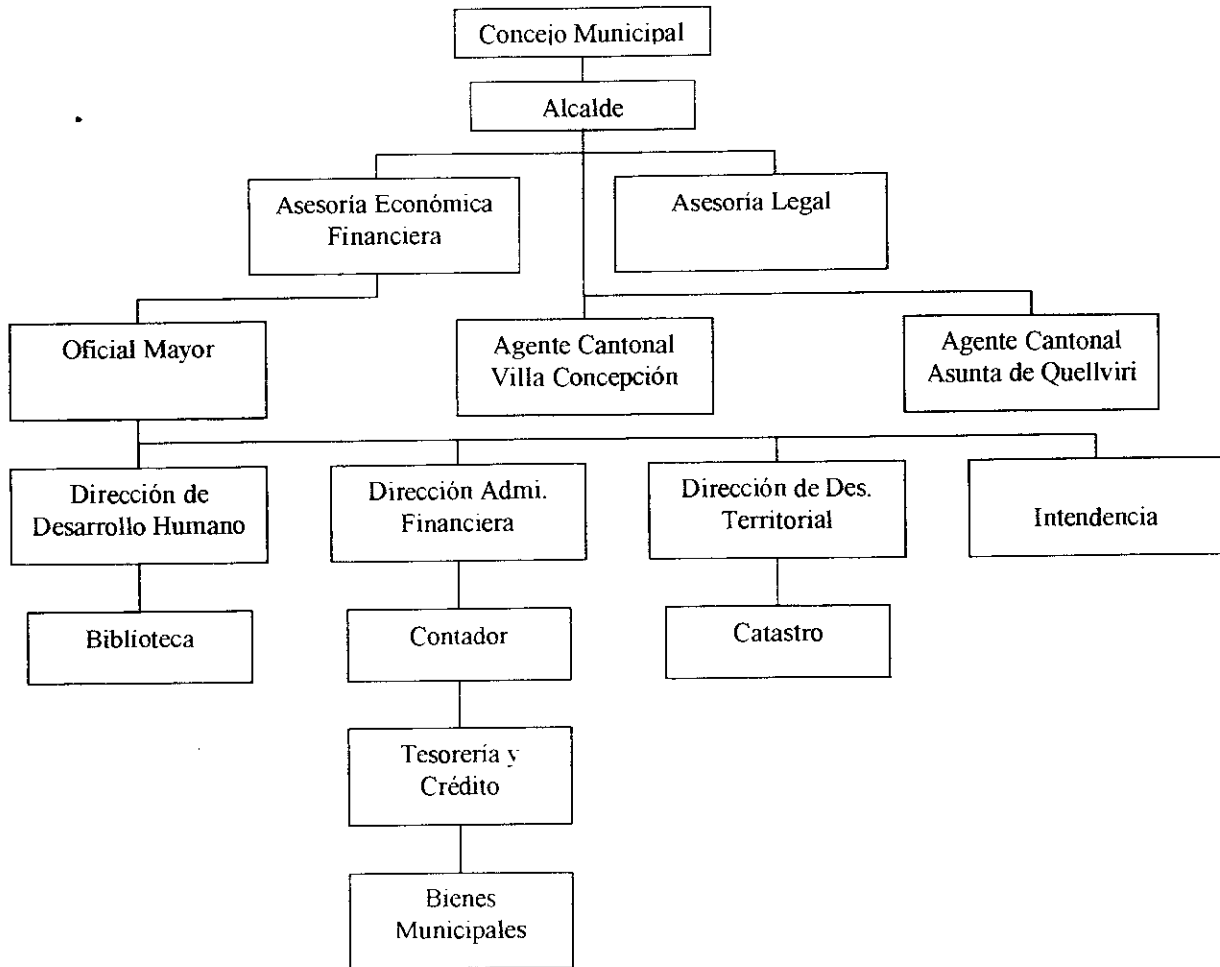 Concejo Municipal
Alcalde
Asesoría Económica
Financiera
Asesoría Legal
Oficial Mayor
Agente Cantonal
Villa Concepción
Agente Cantonal
Asunta de Quellviri
Dirección de
Desarrollo Humano
Dirección Admi.
Financiera
Dirección de Des.
Territorial
Intendencia
Biblioteca
Contador
Catastro
Tesorería y
Crédito
Bienes
Municipales